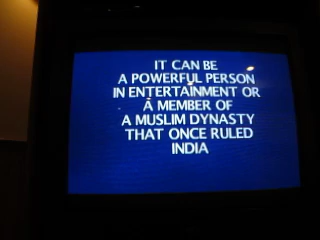 IT CAN BE
A POWERFUL PERSON
IN ENTERTAINMENT OR
A MEMBER OF
A MUSLIM DYNASTY
THAT ONCE RULED
INDIA